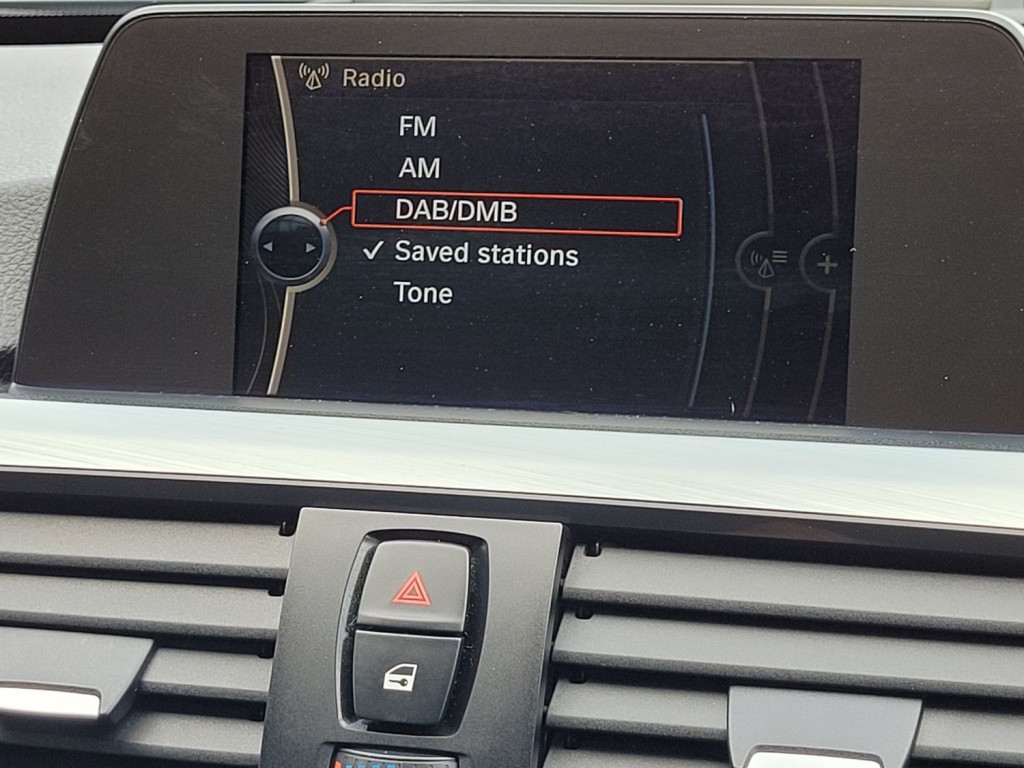 Radio
FM
AM
DAB/DMB
Saved stations
Tone